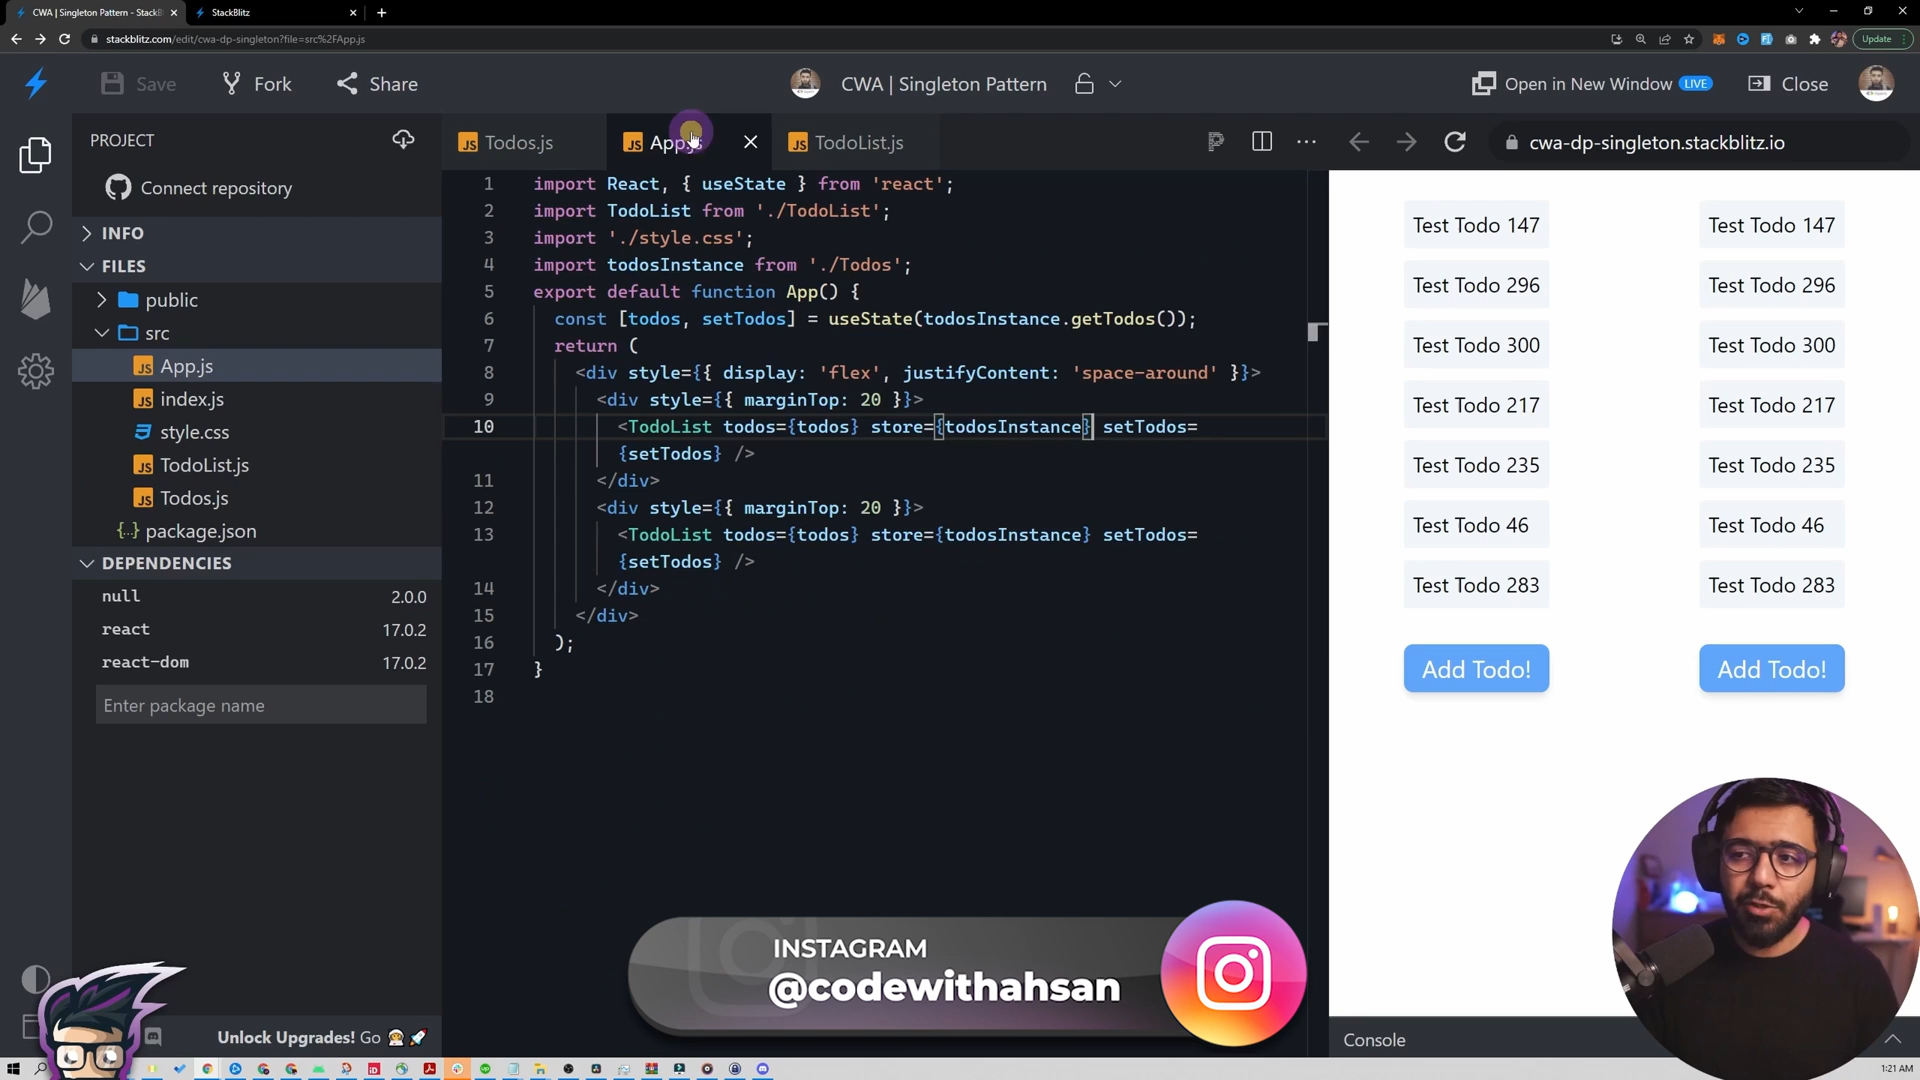 CWA | Singleton Pattern - StackB
StackBlitz
stackblitz.com/edit/cwa-dp-singleton?file=src%2FApp.js
Update
Save
Fork
Share
CWA | Singleton Pattern
Open in New Window LIVE
Close
PROJECT
Connect repository
INFO
FILES
public
src
App.js
index.js
style.css
TodoList.js
Todos.js
package.json
DEPENDENCIES
null 2.0.0
react 17.0.2
react-dom 17.0.2
Enter package name
Unlock Upgrades! Go
Todos.js
App.js
TodoList.js
1 import React, { useState } from 'react';
2 import TodoList from './TodoList';
3 import './style.css';
4 import todosInstance from './Todos';
5 export default function App() {
6 const [todos, setTodos] = useState(todosInstance.getTodos());
7 return (
8 <div style={{ display: 'flex', justifyContent: 'space-around' }}>
9 <div style={{ marginTop: 20 }}>
10 <TodoList todos={todos} store={todosInstance} setTodos=
{setTodos} />
11 </div>
12 <div style={{ marginTop: 20 }}>
13 <TodoList todos={todos} store={todosInstance} setTodos=
{setTodos} />
14 </div>
15 </div>
16 );
17 }
18
cwa-dp-singleton.stackblitz.io
Test Todo 147 Test Todo 147
Test Todo 296 Test Todo 296
Test Todo 300 Test Todo 300
Test Todo 217 Test Todo 217
Test Todo 235 Test Todo 235
Test Todo 46 Test Todo 46
Test Todo 283 Test Todo 283
Add Todo! Add Todo!
Console
INSTAGRAM
@codewithahsan
1:21 AM